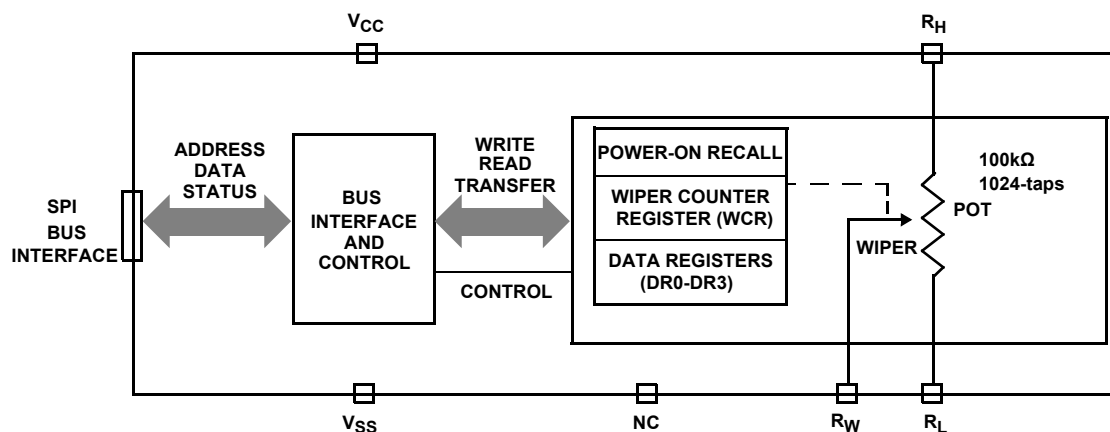 VCC
RH
ADDRESS
DATA
STATUS
SPI
BUS
INTERFACE
BUS
INTERFACE
AND
CONTROL
WRITE
READ
TRANSFER
CONTROL
POWER-ON RECALL
WIPER COUNTER
REGISTER (WCR)
DATA REGISTERS
(DR0-DR3)
100kΩ
1024-taps
POT
WIPER
VSS
NC
RW
RL